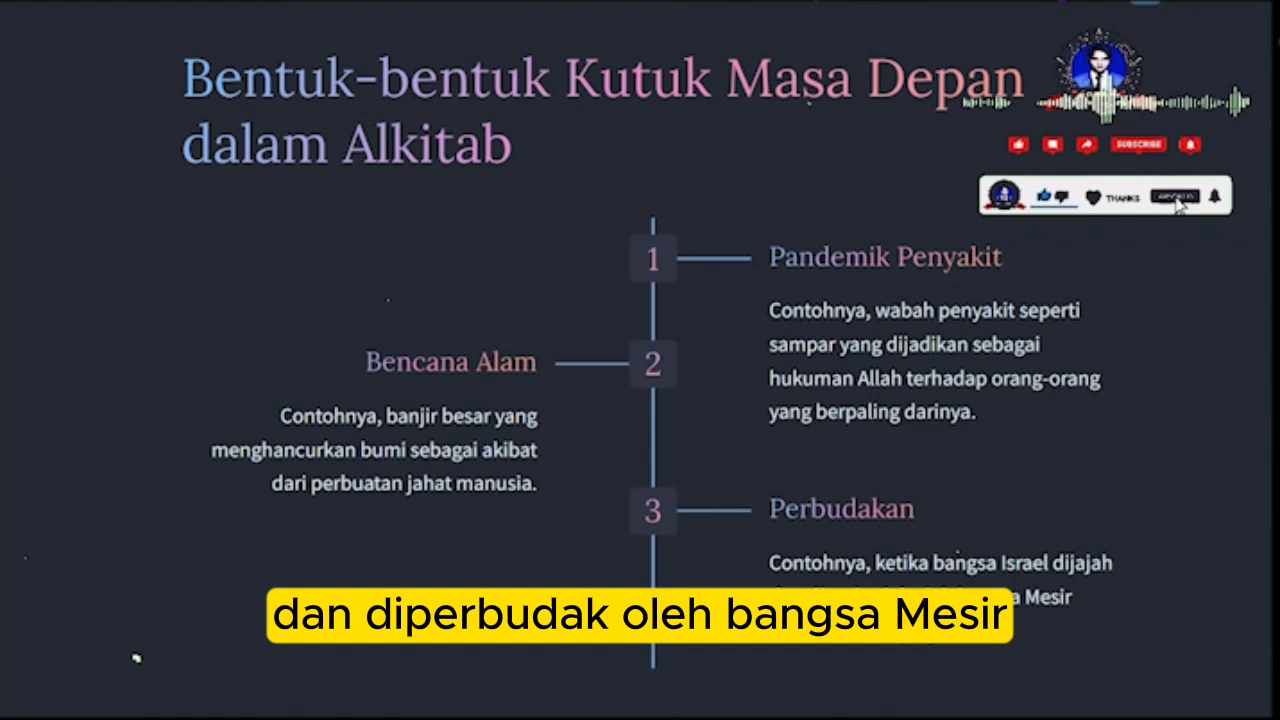 Bentuk-bentuk Kutuk Masa Depan
dalam Alkitab
SUBSCRIBE
THANKS
1
Pandemik Penyakit
Contohnya, wabah penyakit seperti
sampar yang dijadikan sebagai
hukuman Allah terhadap orang-orang
yang berpaling darinya.
2
Bencana Alam
Contohnya, banjir besar yang
menghancurkan bumi sebagai akibat
dari perbuatan jahat manusia.
3
Perbudakan
Contohnya, ketika bangsa Israel dijajah
Mesir
dan diperbudak oleh bangsa Mesir